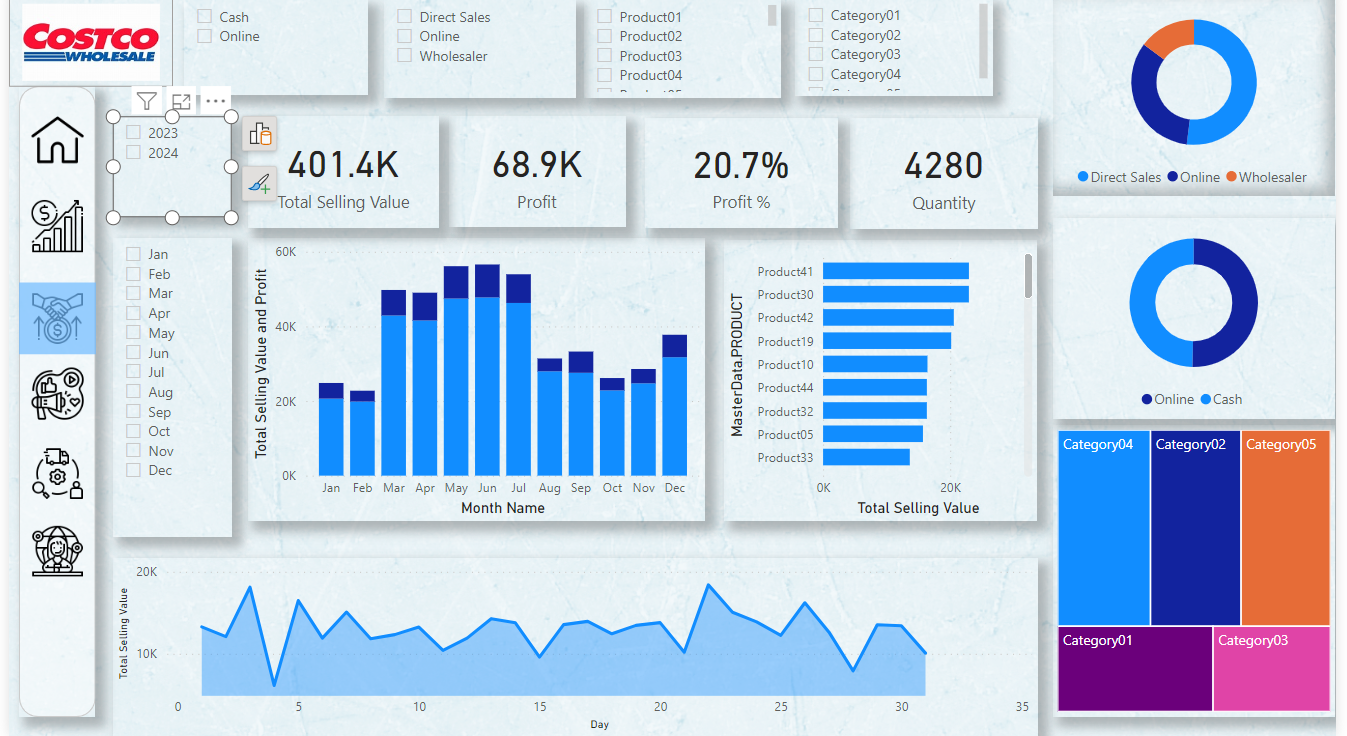 COSTCO
WHOLESALE
Cash
Online
Direct Sales
Online
Wholesaler
Product01
Product02
Product03
Product04
Category01
Category02
Category03
Category04
Direct Sales Online Wholesaler
2023
2024
401.4K
Total Selling Value
68.9K
Profit
20.7%
Profit %
4280
Quantity
Jan
Feb
Mar
Apr
May
Jun
Jul
Aug
Sep
Oct
Nov
Dec
Total Selling Value and Profit
60K
40K
20K
0K
Jan Feb Mar Apr May Jun Jul Aug Sep Oct Nov Dec
Month Name
MasterData.PRODUCT
Product41
Product30
Product42
Product19
Product10
Product44
Product32
Product05
Product33
0K 20K
Total Selling Value
Online Cash
Category04 Category02 Category05
Category01 Category03
Total Selling Value
20K
10K
0 5 10 15 20 25 30 35
Day